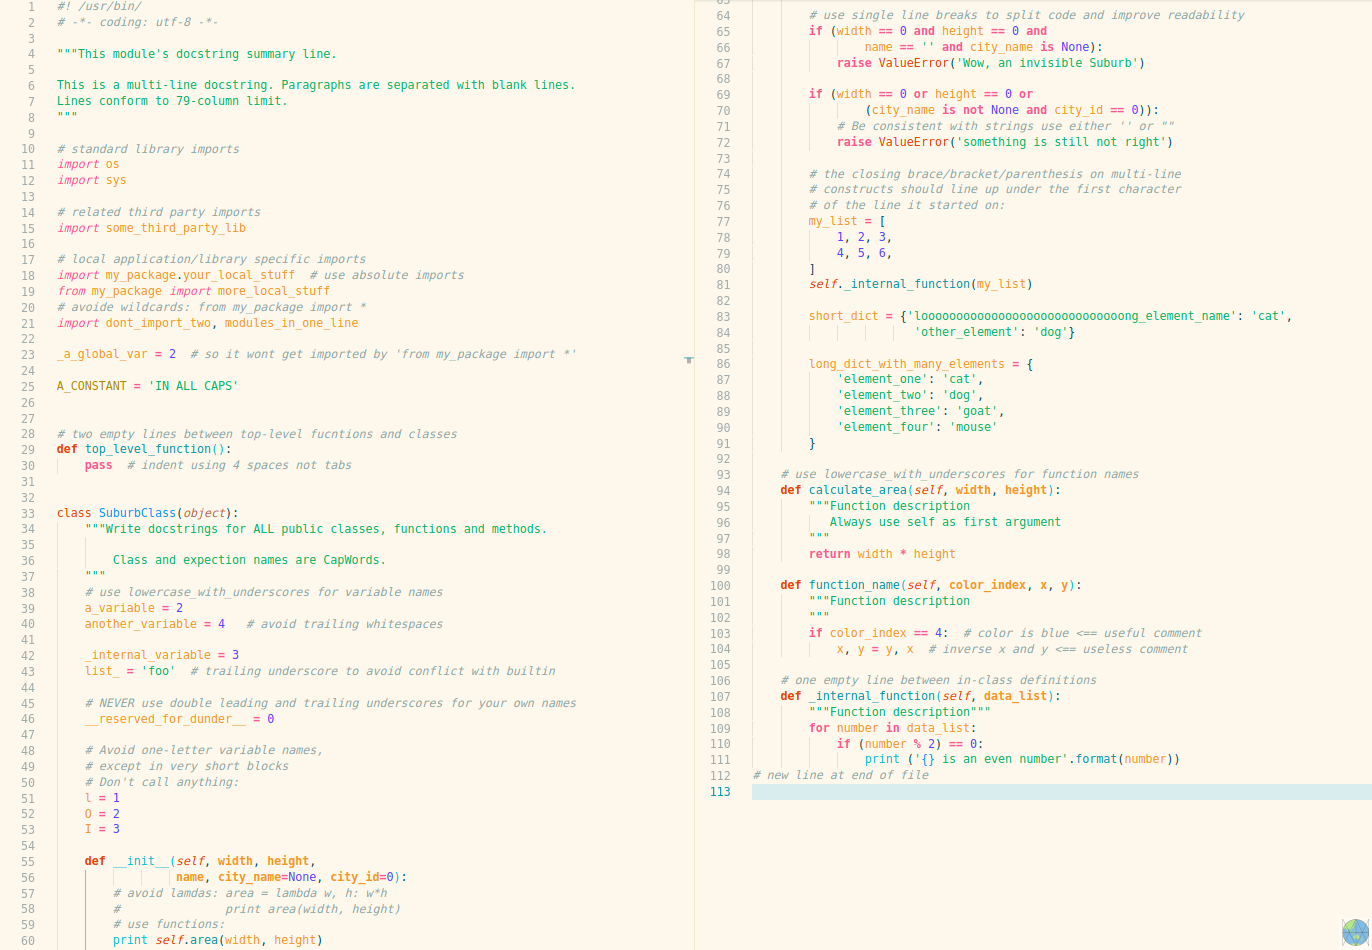 1 #! /usr/bin/
2 # -*- coding: utf-8 -*-
3
4 """This module's docstring summary line.
5
6 This is a multi-line docstring. Paragraphs are separated with blank lines.
7 Lines conform to 79-column limit.
8 """
9
10 # standard library imports
11 import os
12 import sys
13
14 # related third party imports
15 import some_third_party_lib
16
17 # local application/library specific imports
18 import my_package.your_local_stuff  # use absolute imports
19 from my_package import more_local_stuff
20 # avoide wildcards: from my_package import *
21 import dont_import_two, modules_in_one_line
22
23 _a_global_var = 2  # so it wont get imported by 'from my_package import *'
24
25 A_CONSTANT = 'IN ALL CAPS'
26
27
28 # two empty lines between top-level fucntions and classes
29 def top_level_function():
30     pass  # indent using 4 spaces not tabs
31
32
33 class SuburbClass(object):
34     """Write docstrings for ALL public classes, functions and methods.
35
36         Class and expection names are CapWords.
37     """
38     # use lowercase_with_underscores for variable names
39     a_variable = 2
40     another_variable = 4   # avoid trailing whitespaces
41
42     _internal_variable = 3
43     list_ = 'foo'  # trailing underscore to avoid conflict with builtin
44
45     # NEVER use double leading and trailing underscores for your own names
46     __reserved_for_dunder__ = 0
47
48     # Avoid one-letter variable names,
49     # except in very short blocks
50     # Don't call anything:
51     l = 1
52     O = 2
53     I = 3
54
55     def __init__(self, width, height,
56                  name, city_name=None, city_id=0):
57         # avoid lamdas: area = lambda w, h: w*h
58         #               print area(width, height)
59         # use functions:
60         print self.area(width, height)
64         # use single line breaks to split code and improve readability
65         if (width == 0 and height == 0 and
66                 name == '' and city_name is None):
67             raise ValueError('Wow, an invisible Suburb')
68
69         if (width == 0 or height == 0 or
70                 (city_name is not None and city_id == 0)):
71             # Be consistent with strings use either '' or ""
72             raise ValueError('something is still not right')
73
74         # the closing brace/bracket/parenthesis on multi-line
75         # constructs should line up under the first character
76         # of the line it started on:
77         my_list = [
78             1, 2, 3,
79             4, 5, 6,
80         ]
81         self._internal_function(my_list)
82
83         short_dict = {'looooooooooooooooooooooooooooong_element_name': 'cat',
84                       'other_element': 'dog'}
85
86         long_dict_with_many_elements = {
87             'element_one': 'cat',
88             'element_two': 'dog',
89             'element_three': 'goat',
90             'element_four': 'mouse'
91         }
92
93     # use lowercase_with_underscores for function names
94     def calculate_area(self, width, height):
95         """Function description
96            Always use self as first argument
97         """
98         return width * height
99
100     def function_name(self, color_index, x, y):
101         """Function description
102         """
103         if color_index == 4:  # color is blue <== useful comment
104             x, y = y, x  # inverse x and y <== useless comment
105
106     # one empty line between in-class definitions
107     def _internal_function(self, data_list):
108         """Function description"""
109         for number in data_list:
110             if (number % 2) == 0:
111                 print ('{} is an even number'.format(number))
112 # new line at end of file
113